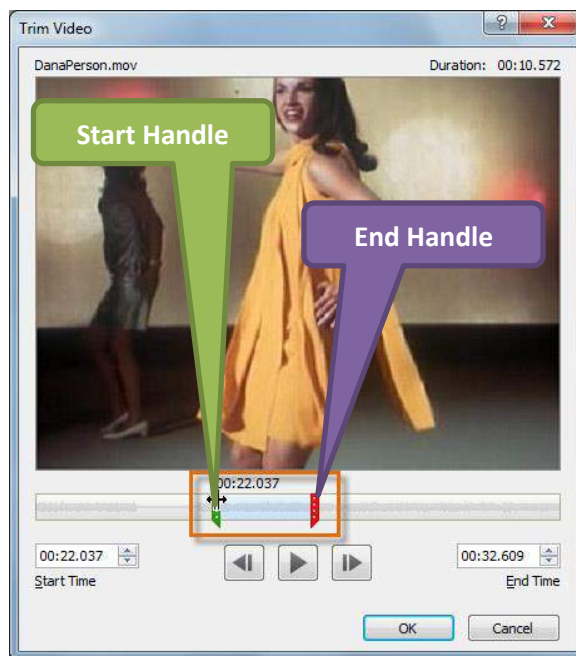 Trim Video
DanaPerson.mov Duration: 00:10.572
Start Handle
End Handle
00:22.037
00:22.037 00:32.609
Start Time End Time
OK Cancel